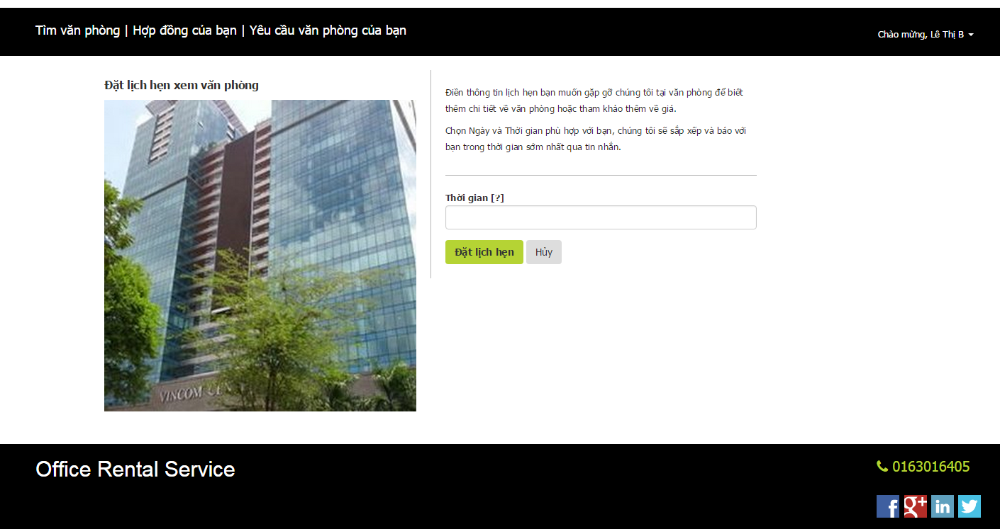 Tìm văn phòng | Hợp đồng của bạn | Yêu cầu văn phòng của bạn
Chào mừng, Lê Thị B
Đặt lịch hẹn xem văn phòng
VINCOM
Điền thông tin lịch hẹn bạn muốn gặp gỡ chúng tôi tại văn phòng để biết
thêm chi tiết về văn phòng hoặc tham khảo thêm về giá.
Chọn Ngày và Thời gian phù hợp với bạn, chúng tôi sẽ sắp xếp và báo với
bạn trong thời gian sớm nhất qua tin nhắn.
Thời gian [?]
Đặt lịch hẹn Hủy
Office Rental Service
0163016405
f g+ in